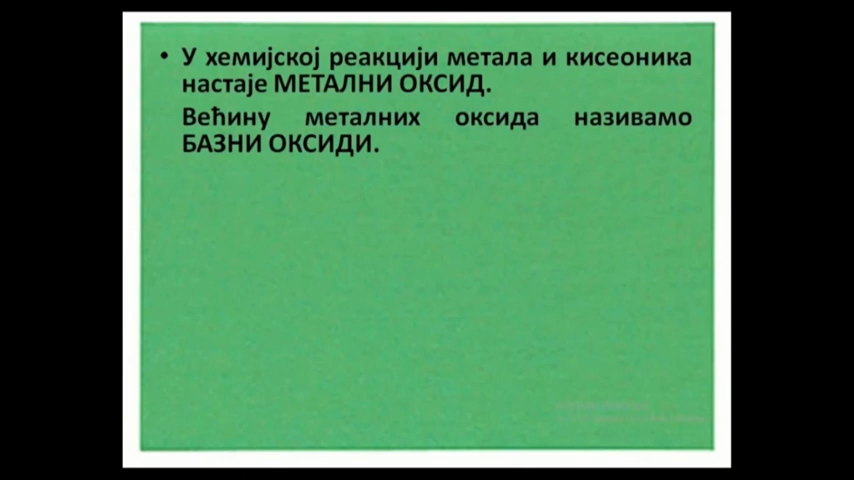 • У хемијској реакцији метала и кисеоника
настаје МЕТАЛНИ ОКСИД.
Већину металних оксида називамо
БАЗНИ ОКСИДИ.